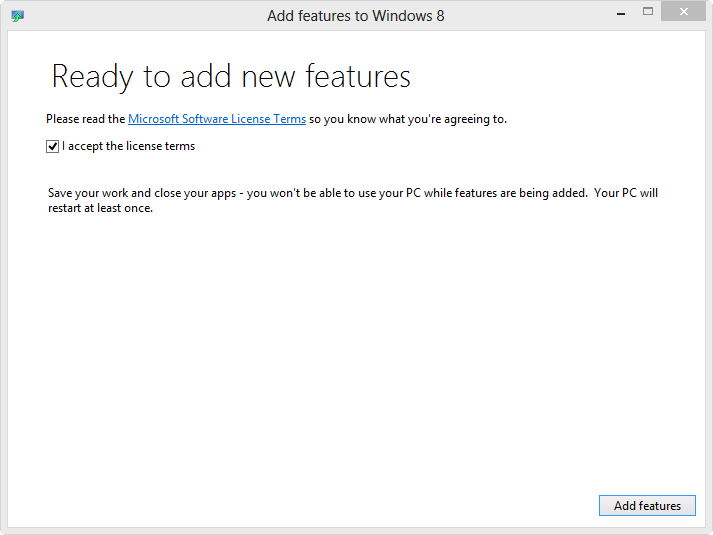 Add features to Windows 8
Ready to add new features
Please read the Microsoft Software License Terms so you know what you're agreeing to.
I accept the license terms
Save your work and close your apps - you won't be able to use your PC while features are being added.  Your PC will
restart at least once.
Add features